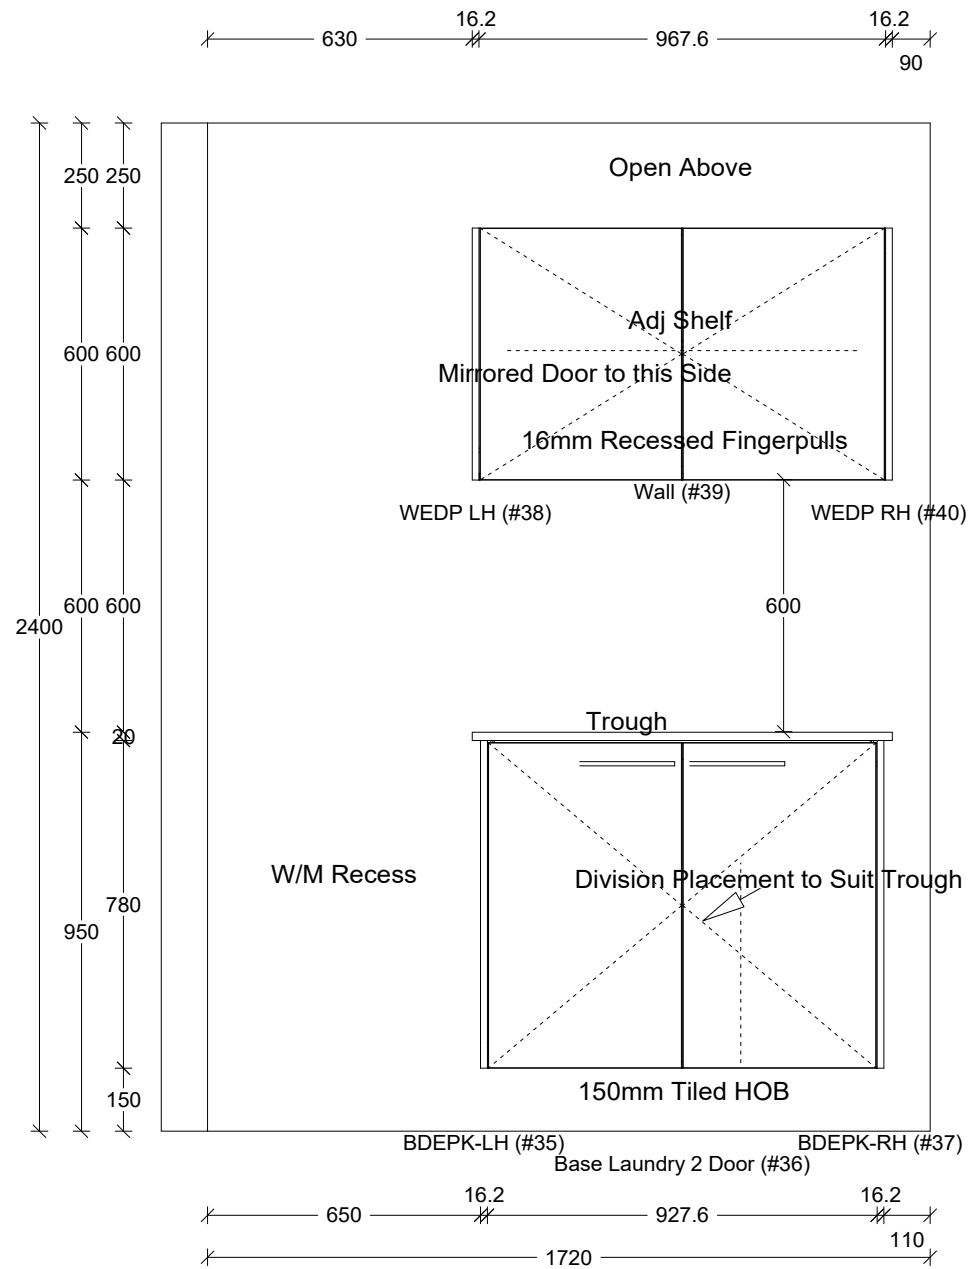 16.2
16.2
630
967.6
90
Open Above
250
250
Adj Shelf
600
600
Mirrored Door to this Side
16mm Recessed Fingerpulls
Wall (#39)
WEDP LH (#38)
WEDP RH (#40)
600
600
600
2400
Trough
20
W/M Recess
Division Placement to Suit Trough
780
950
150mm Tiled HOB
150
BDEPK-LH (#35)
BDEPK-RH (#37)
Base Laundry 2 Door (#36)
16.2
16.2
650
927.6
110
1720